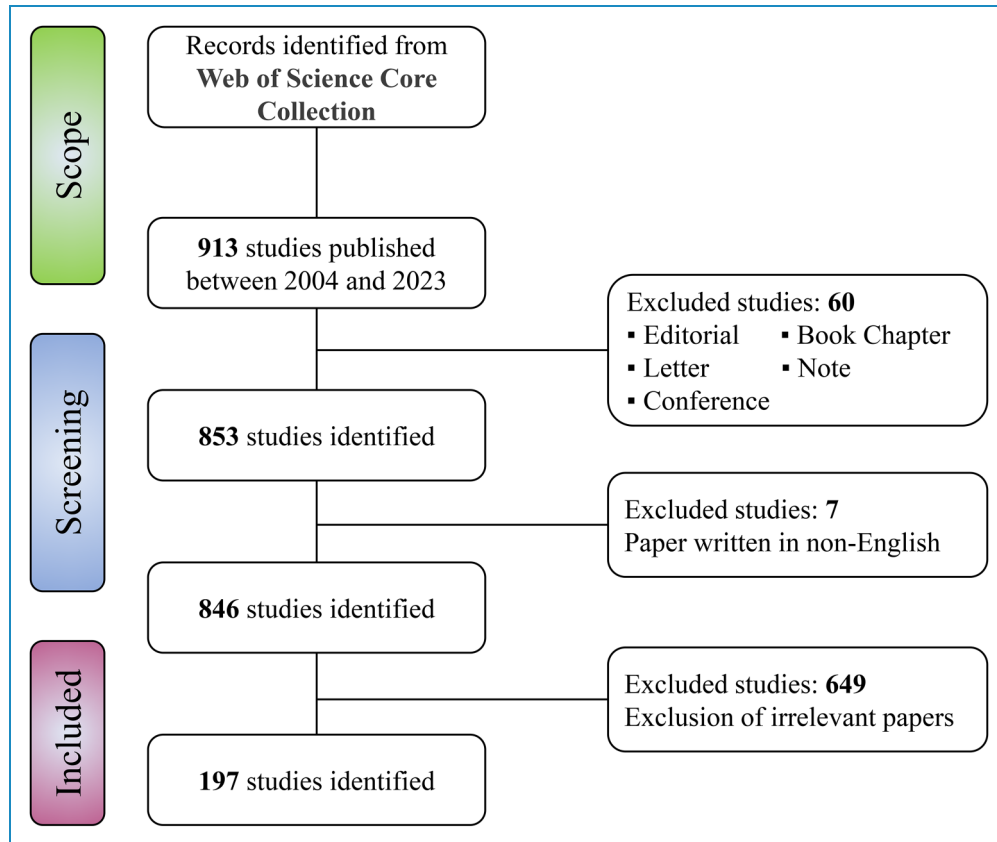 Scope
Records identified from
Web of Science Core
Collection
913 studies published
between 2004 and 2023
Excluded studies: 60
▪ Editorial ▪ Book Chapter
▪ Letter ▪ Note
▪ Conference
Screening
853 studies identified
Excluded studies: 7
Paper written in non-English
846 studies identified
Included
Excluded studies: 649
Exclusion of irrelevant papers
197 studies identified